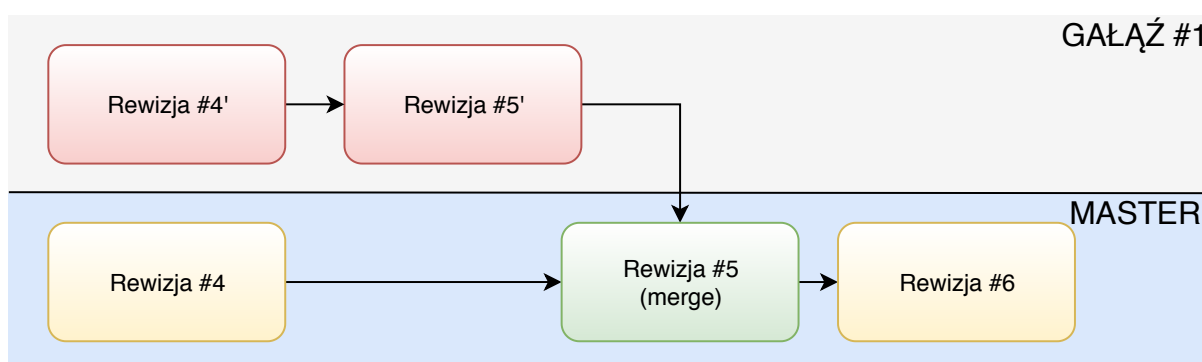 GAŁĄŹ #1
Rewizja #4'
Rewizja #5'
MASTER
Rewizja #4
Rewizja #5
(merge)
Rewizja #6